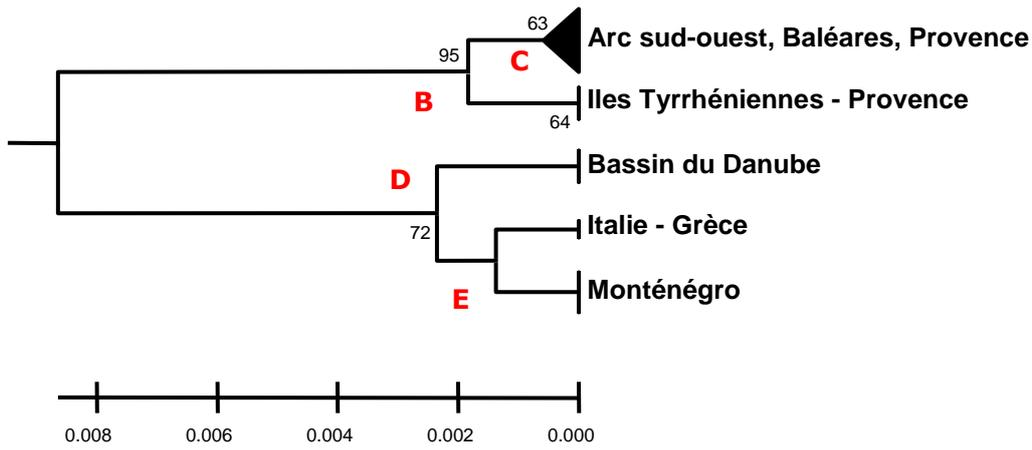 63
Arc sud-ouest, Baléares, Provence
95
C
B
Iles Tyrrhéniennes - Provence
64
Bassin du Danube
D
Italie - Grèce
72
Monténégro
E
0.008 0.006 0.004 0.002 0.000